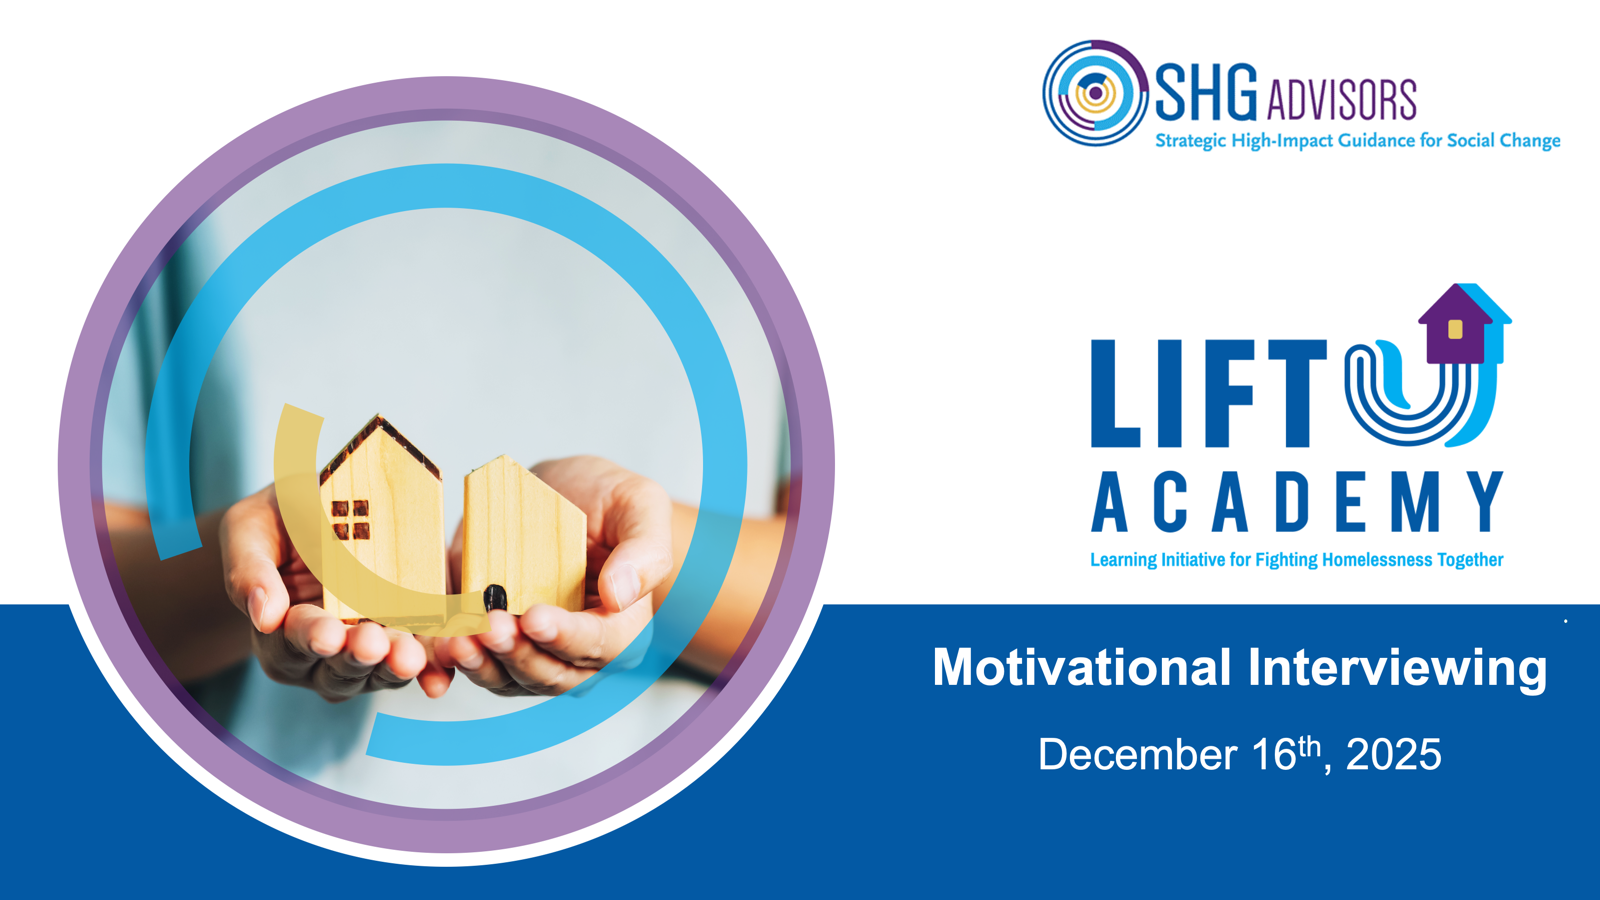 SHG ADVISORS
Strategic High-Impact Guidance for Social Change
LIFT U
ACADEMY
Learning Initiative for Fighting Homelessness Together
Motivational Interviewing
December 16th, 2025